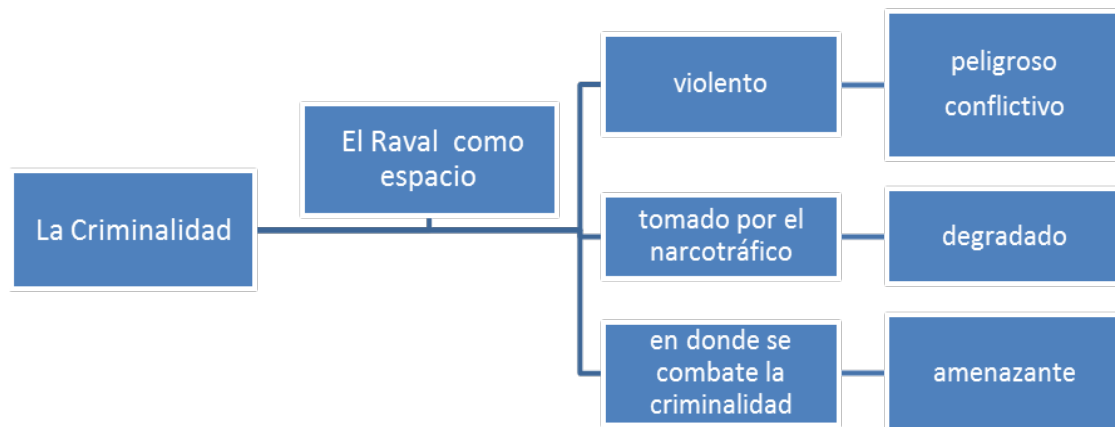 La Criminalidad
El Raval como
espacio
violento
peligroso
conflictivo
tomado por el
narcotráfico
degradado
en donde se
combate la
criminalidad
amenazante